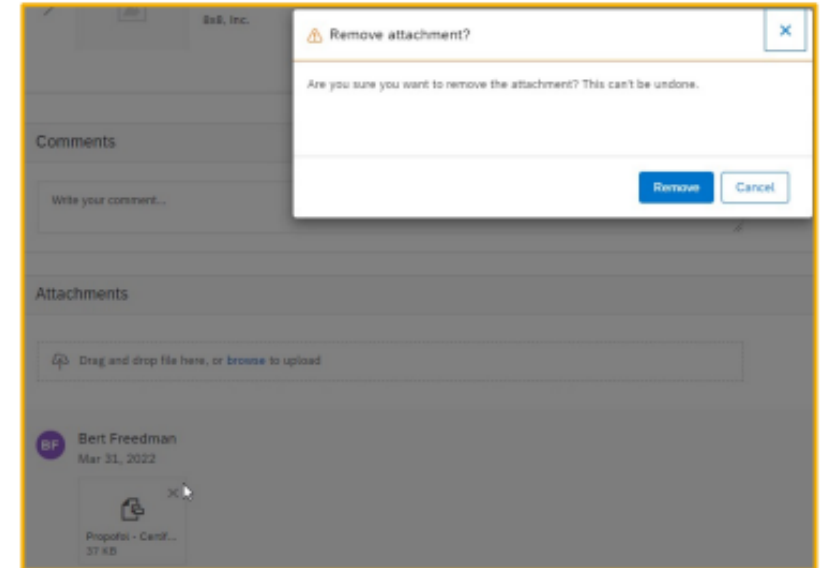 8x8, Inc.
Remove attachment?
Are you sure you want to remove the attachment? This can't be undone.
Remove
Cancel
Comments
Write your comment...
Attachments
Drag and drop file here, or browse to upload
BF
Bert Freedman
Mar 31, 2022
Propofol - Certif...
37 KB